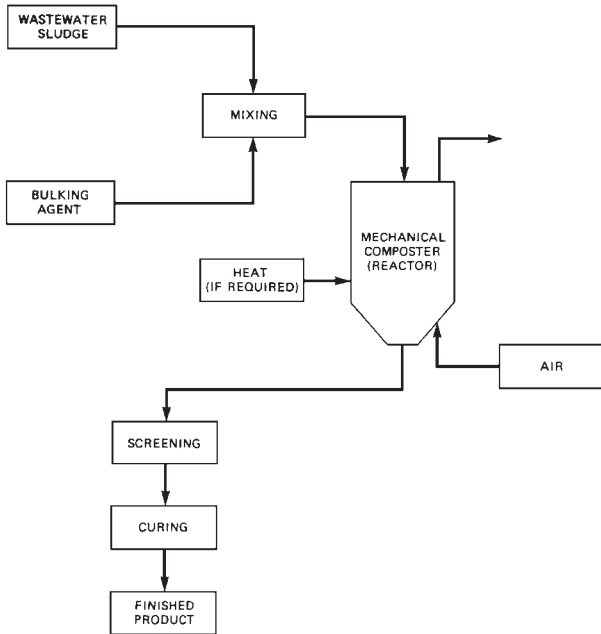 WASTEWATER
SLUDGE
MIXING
BULKING
AGENT
MECHANICAL
COMPOSTER
(REACTOR)
HEAT
(IF REQUIRED)
AIR
SCREENING
CURING
FINISHED
PRODUCT